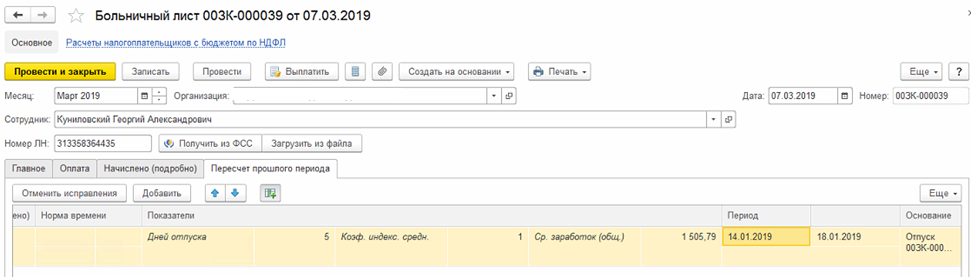 Больничный лист 00ЗК-000039 от 07.03.2019
Основное Расчеты налогоплательщиков с бюджетом по НДФЛ
Провести и закрыть Записать Провести Выплатить Создать на основании Печать Еще ?
Месяц: Март 2019 Организация: Дата: 07.03.2019 Номер: 00ЗК-000039
Сотрудник: Куниловский Георгий Александрович
Номер ЛН: 313358364435 Получить из ФСС Загрузить из файла
Главное Оплата Начислено (подробно) Пересчет прошлого периода
Отменить исправления Добавить Еще
ено) Норма времени Показатели Период Основание
Дней отпуска 5 Коэф. индекс. средн. 1 Ср. заработок (общ.) 1 505,79 14.01.2019 18.01.2019 Отпуск
00ЗК-000...